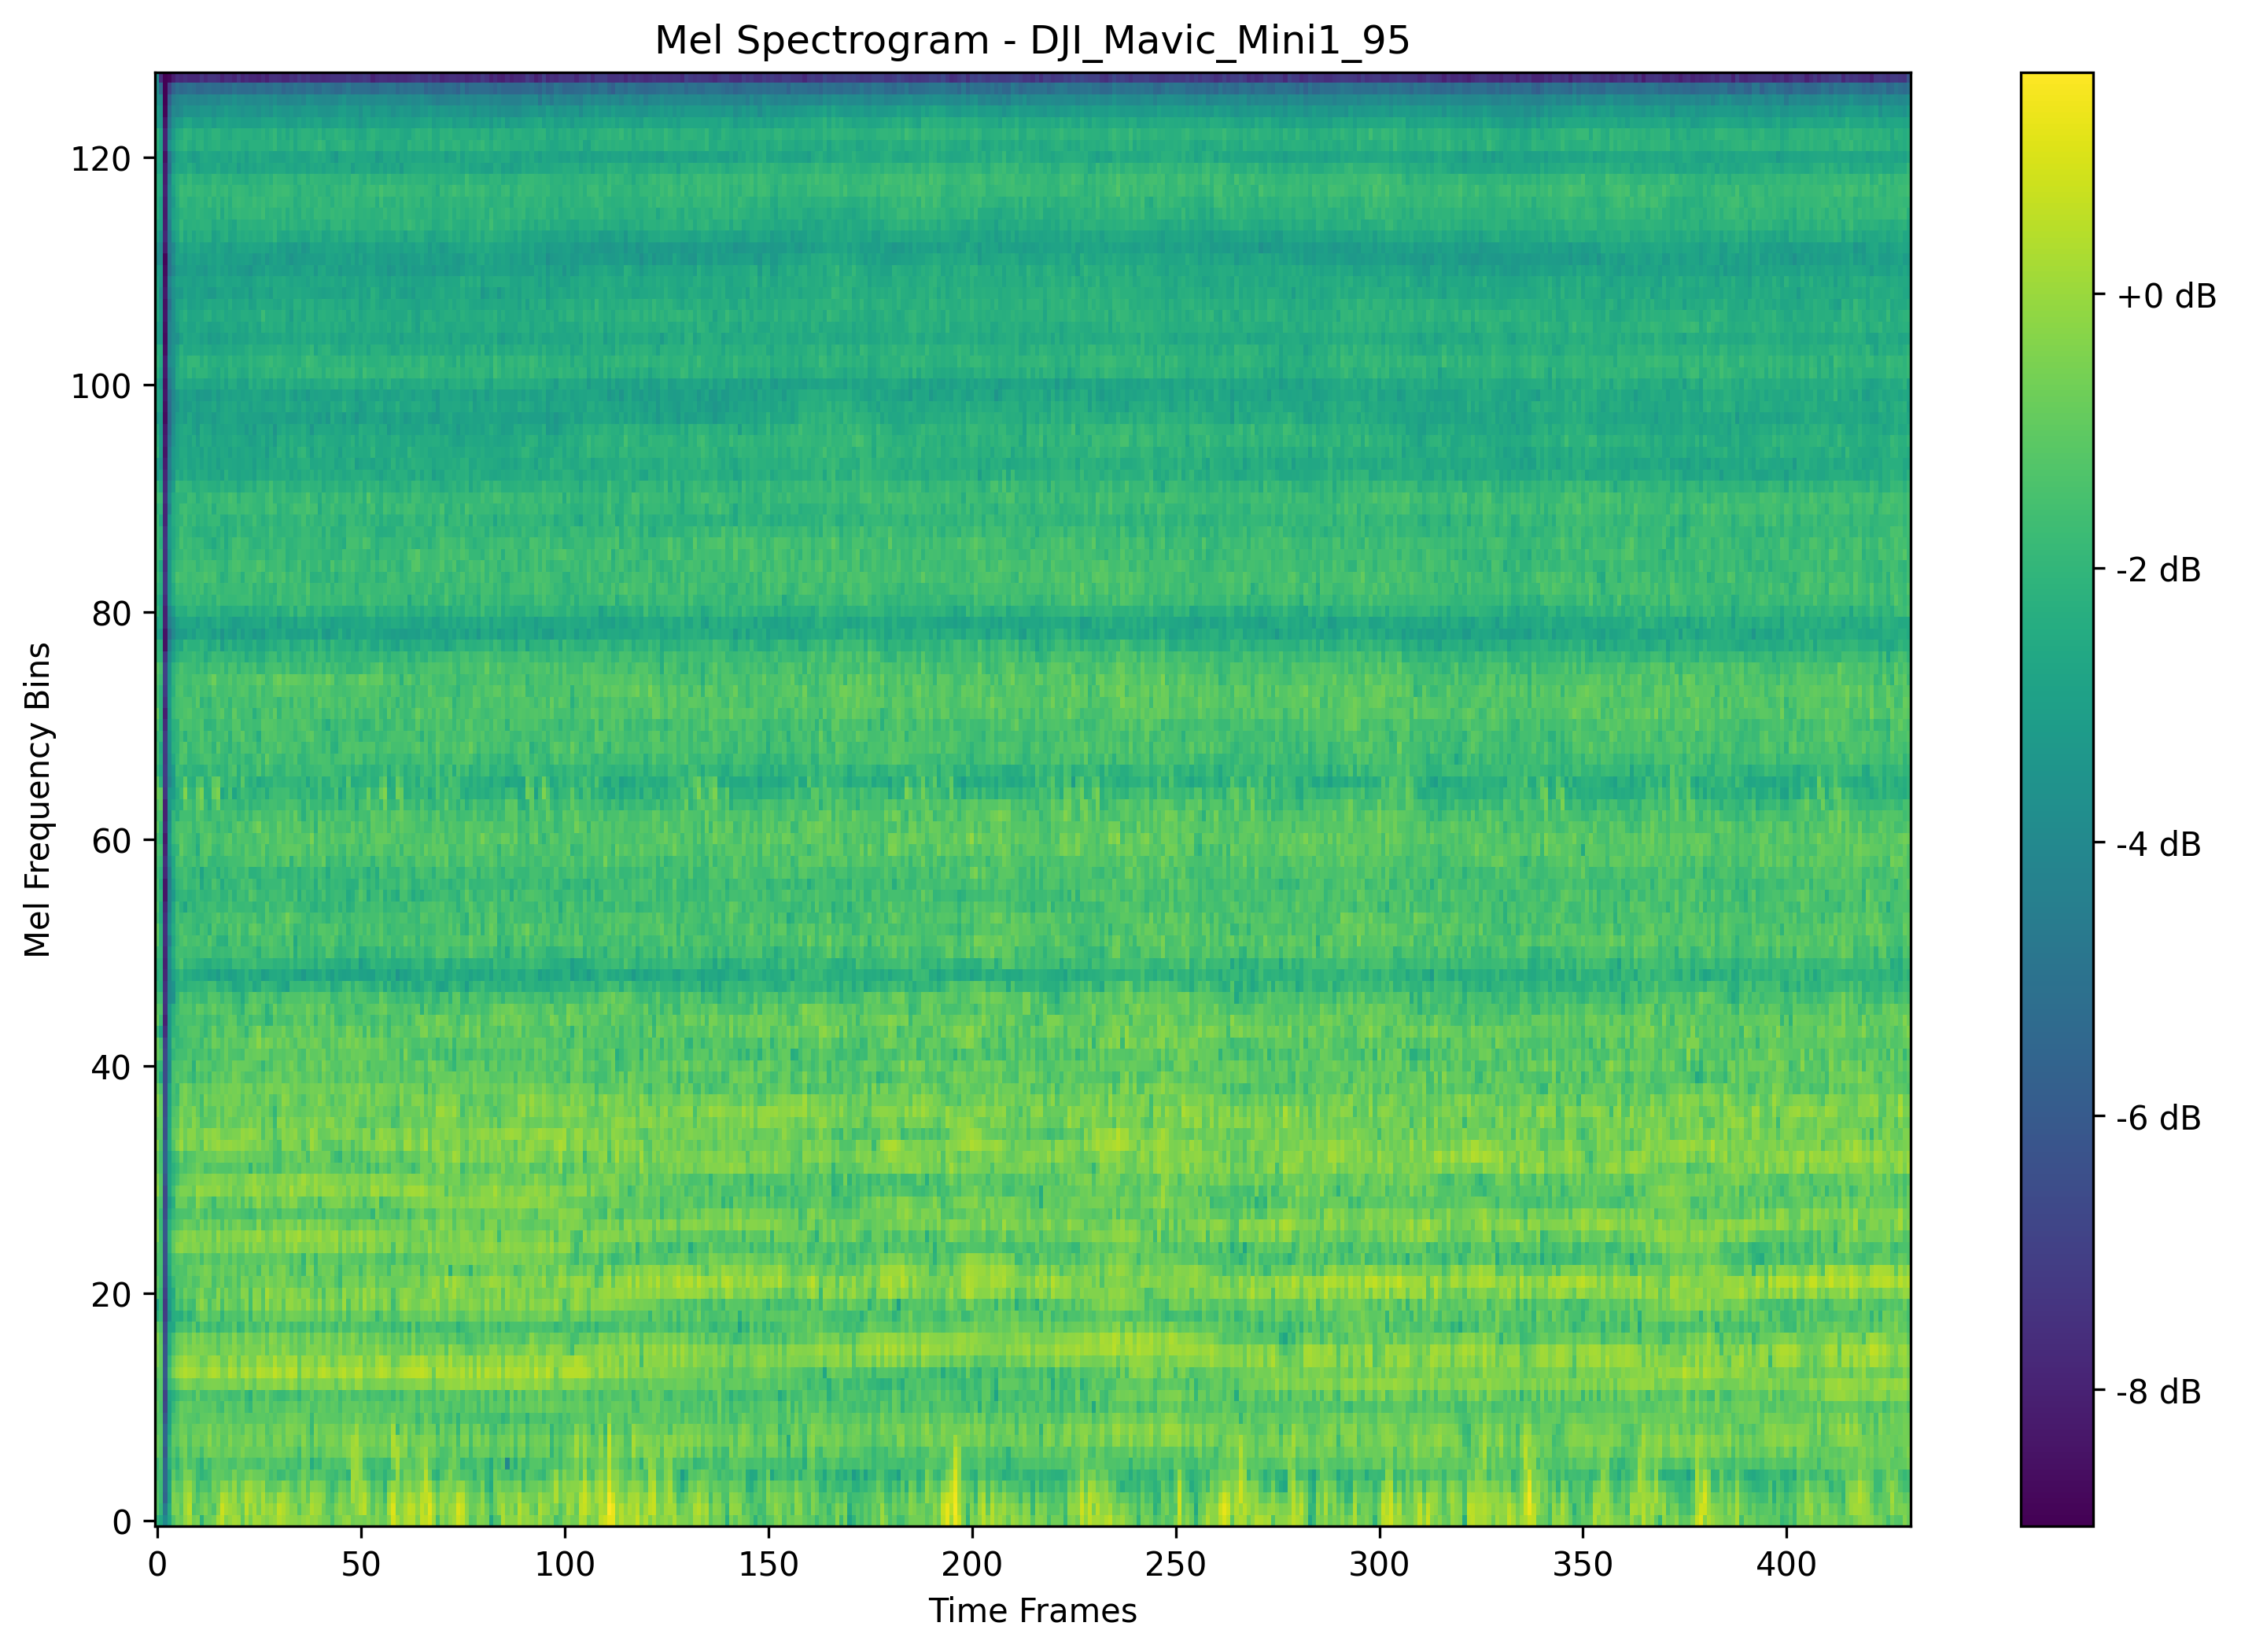 Mel Spectrogram - DJI_Mavic_Mini1_95
Mel Frequency Bins
120
100
80
60
40
20
0
0 50 100 150 200 250 300 350 400
Time Frames
+0 dB
-2 dB
-4 dB
-6 dB
-8 dB